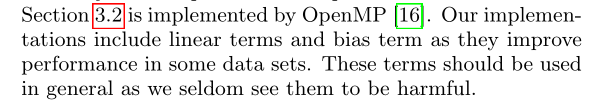 Section 3.2 is implemented by OpenMP [16]. Our implemen-
tations include linear terms and bias term as they improve
performance in some data sets. These terms should be used
in general as we seldom see them to be harmful.